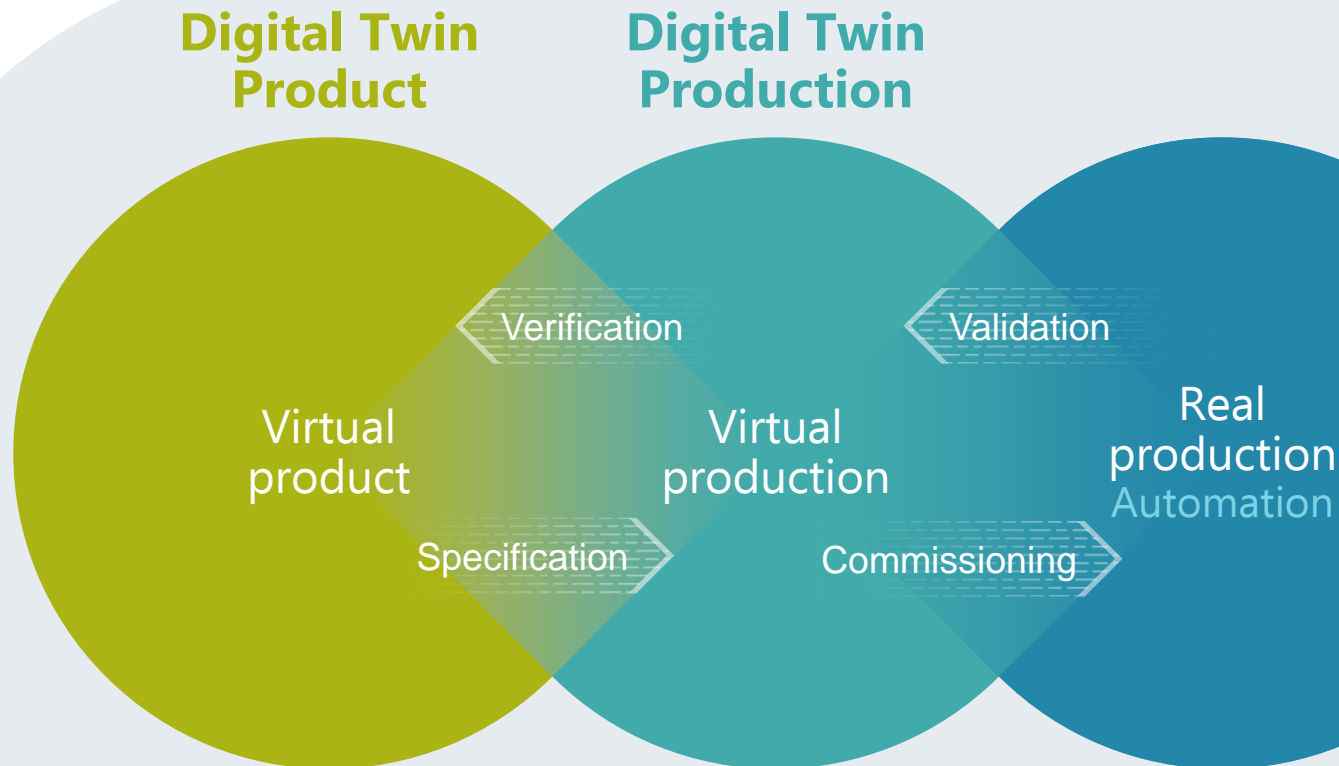 Digital Twin
Product
Digital Twin
Production
Verification
Validation
Virtual
product
Virtual
production
Real
production
Automation
Specification
Commissioning